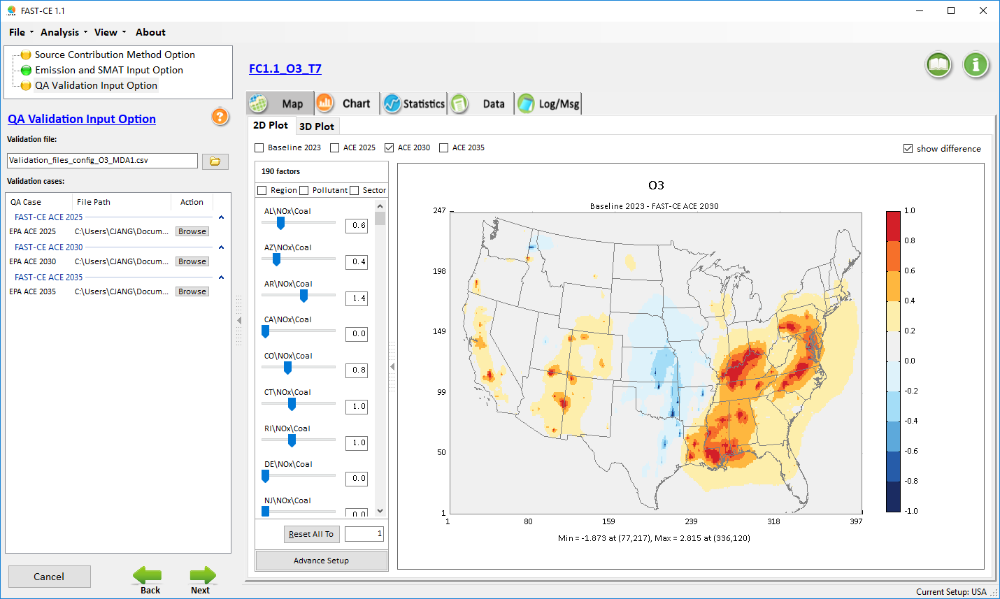 FAST-CE 1.1
File Analysis View About
Source Contribution Method Option
Emission and SMAT Input Option
QA Validation Input Option
QA Validation Input Option
Validation file:
Validation_files_config_O3_MDA1.csv
Validation cases:
QA Case File Path Action
FAST-CE ACE 2025
EPA ACE 2025 C:\Users\CJANG\Docum... Browse
FAST-CE ACE 2030
EPA ACE 2030 C:\Users\CJANG\Docum... Browse
FAST-CE ACE 2035
EPA ACE 2035 C:\Users\CJANG\Docum... Browse
Cancel
Back
Next
FC1.1_O3_T7
Map Chart Statistics Data Log/Msg
2D Plot 3D Plot
Baseline 2023 ACE 2025 ACE 2030 ACE 2035 show difference
190 factors
Region Pollutant Sector
AL\NOx\Coal
0.6
AZ\NOx\Coal
0.4
AR\NOx\Coal
1.4
CA\NOx\Coal
0.0
CO\NOx\Coal
0.8
CT\NOx\Coal
1.0
RI\NOx\Coal
1.0
DE\NOx\Coal
0.0
NJ\NOx\Coal
0.0
Reset All To 1
Advance Setup
O3
Baseline 2023 - FAST-CE ACE 2030
247
198
149
99
50
1
1 80 159 239 318 397
Min = -1.873 at (77,217), Max = 2.815 at (336,120)
1.0
0.8
0.6
0.4
0.2
0.0
-0.2
-0.4
-0.6
-0.8
-1.0
Current Setup: USA